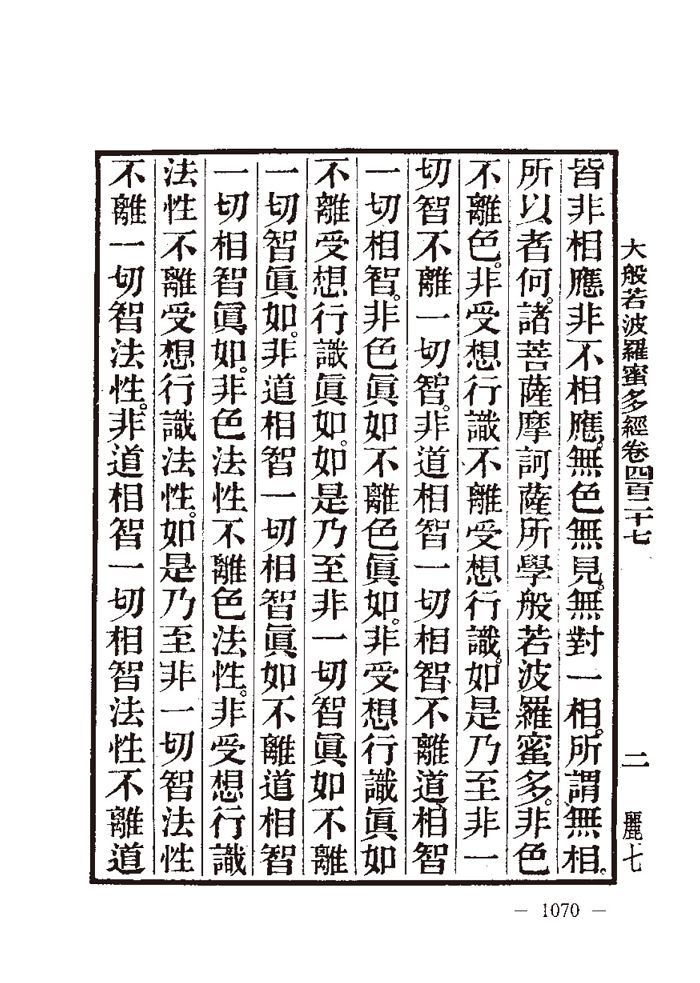 大般若波羅蜜多經卷四百二十七 二 麗七
皆非相應非不相應。無色無見。無對一相。所謂無相。
所以者何。諸菩薩摩訶薩所學般若波羅蜜多。非色
不離色。非受想行識不離受想行識。如是乃至非一
切智不離一切智。非道相智一切相智不離道相智
一切相智。非色眞如不離色眞如。非受想行識眞如
不離受想行識眞如。如是乃至非一切智眞如不離
一切智眞如。非道相智一切相智眞如不離道相智
一切相智眞如。非色法性不離色法性。非受想行識
法性不離受想行識法性。如是乃至非一切智法性
不離一切智法性。非道相智一切相智法性不離道
— 1070 —